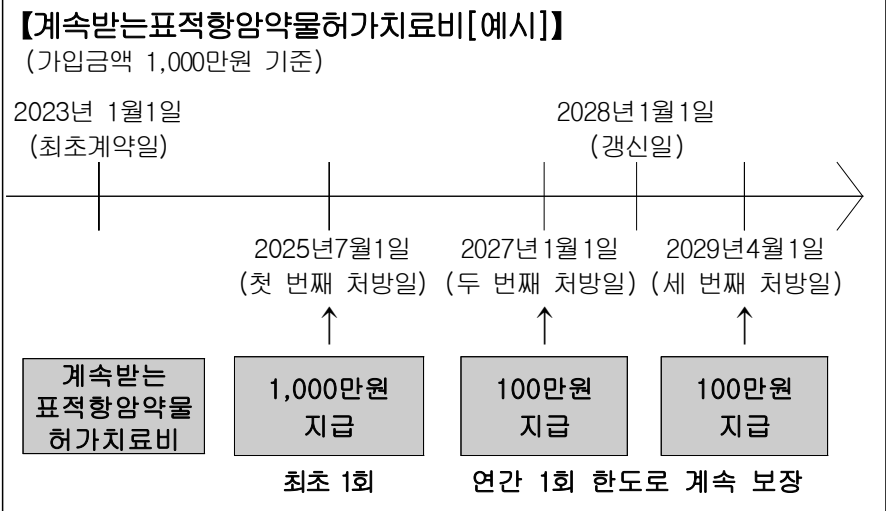 【계속받는표적항암약물허가치료비[예시]】
(가입금액 1,000만원 기준)
2023년 1월1일
(최초계약일)
2028년1월1일
(갱신일)
2025년7월1일
(첫 번째 처방일)
2027년1월1일
(두 번째 처방일)
2029년4월1일
(세 번째 처방일)
계속받는
표적항암약물
허가치료비
1,000만원
지급
100만원
지급
100만원
지급
최초 1회
연간 1회 한도로 계속 보장